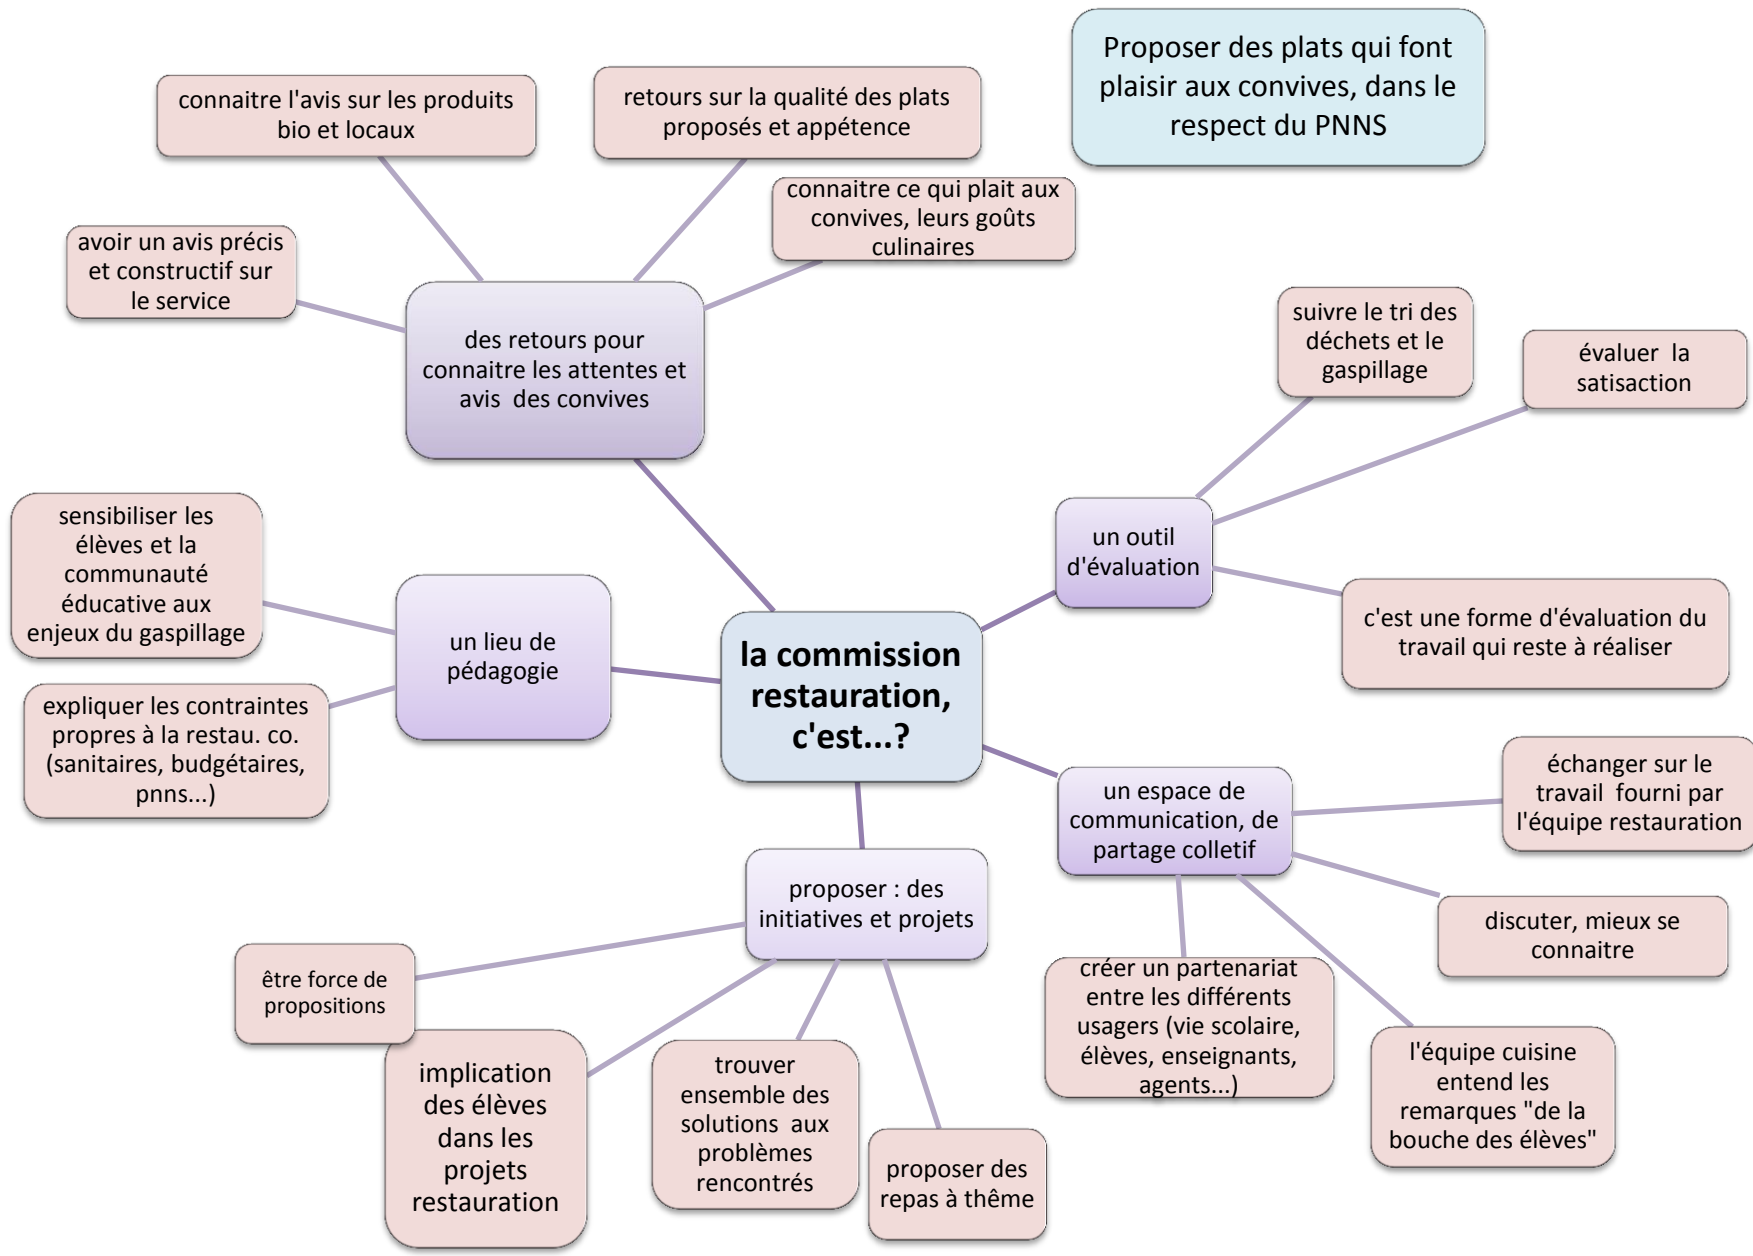 Proposer des plats qui font
plaisir aux convives, dans le
respect du PNNS
connaitre l'avis sur les produits
bio et locaux
retours sur la qualité des plats
proposés et appétence
connaitre ce qui plait aux
convives, leurs goûts
culinaires
avoir un avis précis
et constructif sur
le service
des retours pour
connaitre les attentes et
avis  des convives
suivre le tri des
déchets et le
gaspillage
évaluer  la
satisaction
un outil
d'évaluation
c'est une forme d'évaluation du
travail qui reste à réaliser
sensibiliser les
élèves et la
communauté
éducative aux
enjeux du gaspillage
un lieu de
pédagogie
expliquer les contraintes
propres à la restau. co.
(sanitaires, budgétaires,
pnns...)
la commission
restauration,
c'est...?
un espace de
communication, de
partage colletif
échanger sur le
travail  fourni par
l'équipe restauration
discuter, mieux se
connaitre
créer un partenariat
entre les différents
usagers (vie scolaire,
élèves, enseignants,
agents...)
l'équipe cuisine
entend les
remarques "de la
bouche des élèves"
proposer : des
initiatives et projets
être force de
propositions
implication
des élèves
dans les
projets
restauration
trouver
ensemble des
solutions  aux
problèmes
rencontrés
proposer des
repas à thême